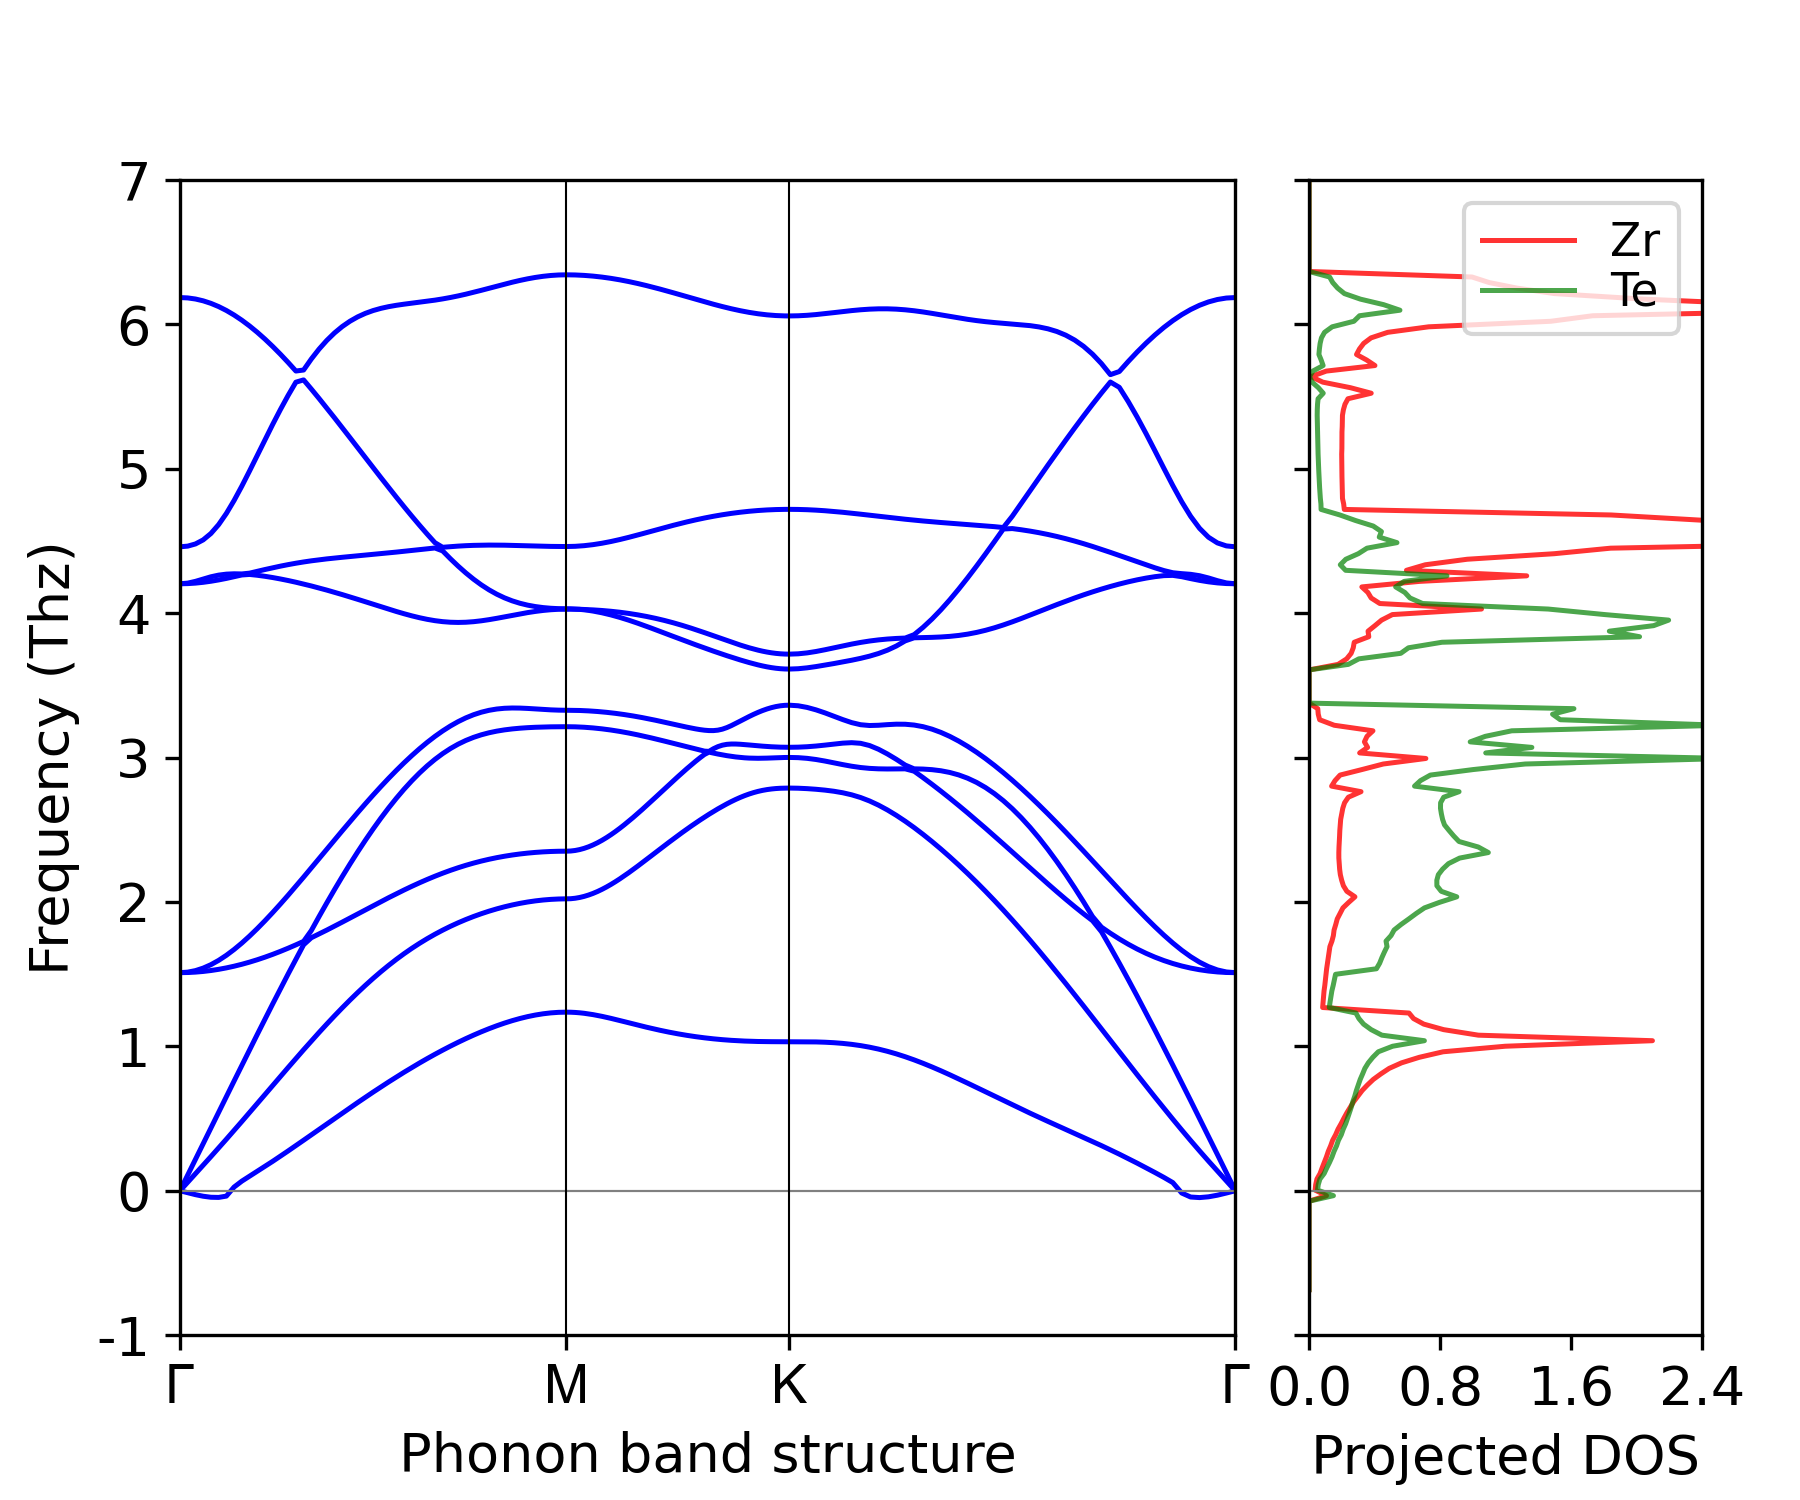 7
6
5
4
3
2
1
0
-1
Frequency (Thz)
Γ M K Γ
Phonon band structure
Zr
Te
0.0 0.8 1.6 2.4
Projected DOS